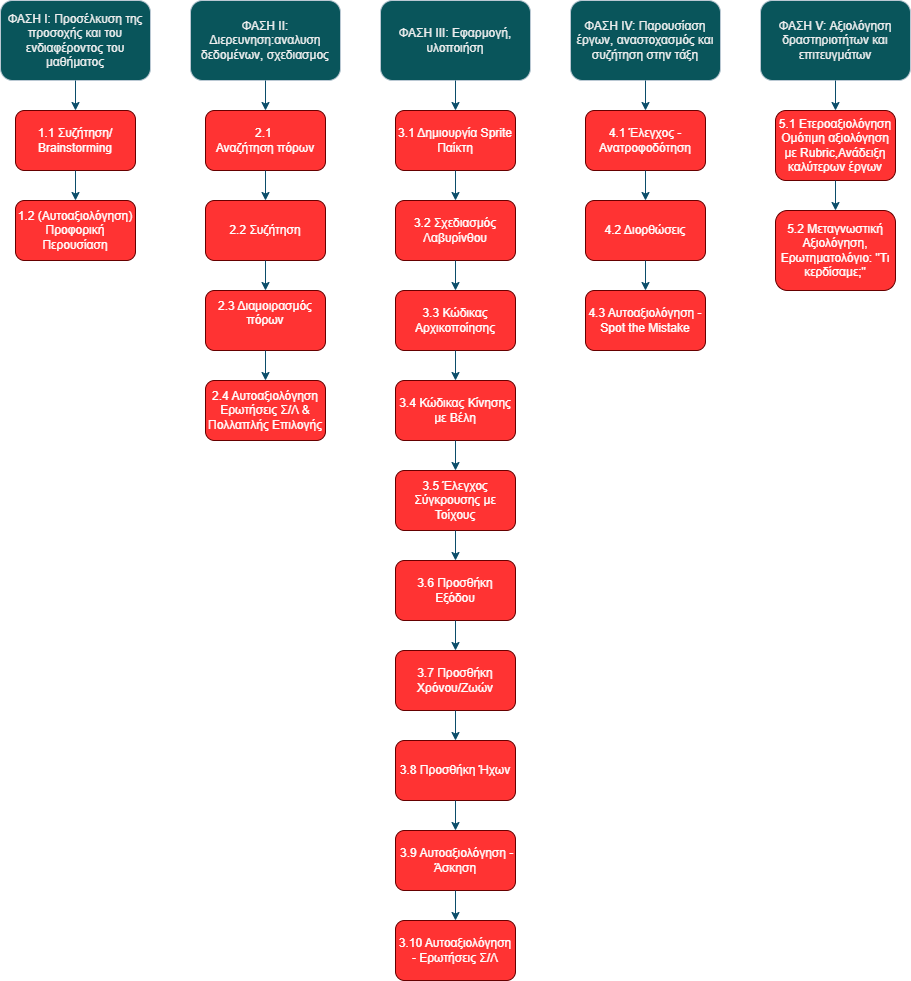 ΦΑΣΗ Ι: Προσέλκυση της
προσοχής και του
ενδιαφέροντος του
μαθήματος
1.1 Συζήτηση/
Brainstorming
1.2 (Αυτοαξιολόγηση)
Προφορική
Περουσίαση
ΦΑΣΗ ΙΙ:
Διερευνηση:αναλυση
δεδομένων, σχεδιασμος
2.1
Αναζήτηση πόρων
2.2 Συζήτηση
2.3 Διαμοιρασμός
πόρων
2.4 Αυτοαξιολόγηση
Ερωτήσεις Σ/Λ &
Πολλαπλής Επιλογής
ΦΑΣΗ ΙΙΙ: Εφαρμογή,
υλοποιήση
3.1 Δημιουργία Sprite
Παίκτη
3.2 Σχεδιασμός
Λαβυρίνθου
3.3 Κώδικας
Αρχικοποίησης
3.4 Κώδικας Κίνησης
με Βέλη
3.5 Έλεγχος
Σύγκρουσης με
Τοίχους
3.6 Προσθήκη
Εξόδου
3.7 Προσθήκη
Χρόνου/Ζωών
3.8 Προσθήκη Ήχων
3.9 Αυτοαξιολόγηση -
Άσκηση
3.10 Αυτοαξιολόγηση
- Ερωτήσεις Σ/Λ
ΦΑΣΗ IV: Παρουσίαση
έργων, αναστοχασμός και
συζήτηση στην τάξη
4.1 Έλεγχος -
Ανατροφοδότηση
4.2 Διορθώσεις
4.3 Αυτοαξιολόγηση -
Spot the Mistake
ΦΑΣΗ V: Αξιολόγηση
δραστηριοτήτων και
επιτευγμάτων
5.1 Ετεροαξιολόγηση
Ομότιμη αξιολόγηση
με Rubric,Ανάδειξη
καλύτερων έργων
5.2 Μεταγνωστική
Αξιολόγηση,
Ερωτηματολόγιο: "Τι
κερδίσαμε;"